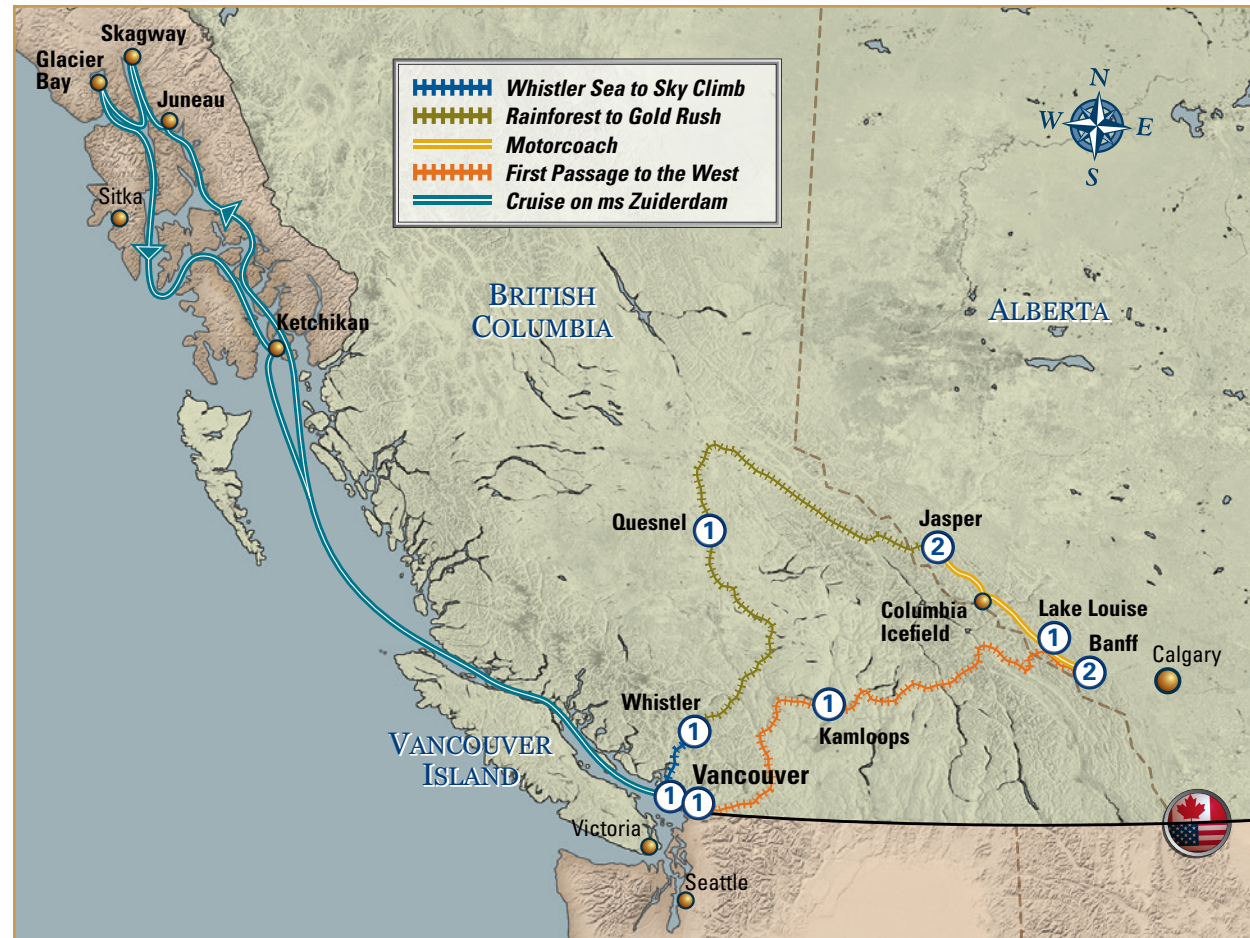 Skagway
Glacier
Bay
Juneau
Sitka
Ketchikan
Whistler Sea to Sky Climb
Rainforest to Gold Rush
Motorcoach
First Passage to the West
Cruise on ms Zuiderdam
N
W
E
S
BRITISH
COLUMBIA
ALBERTA
Quesnel
1
Jasper
2
Columbia
Icefield
Lake Louise
1
Banff
2
Calgary
Whistler
1
1
Kamloops
VANCOUVER
ISLAND
Vancouver
1
1
Victoria
Seattle